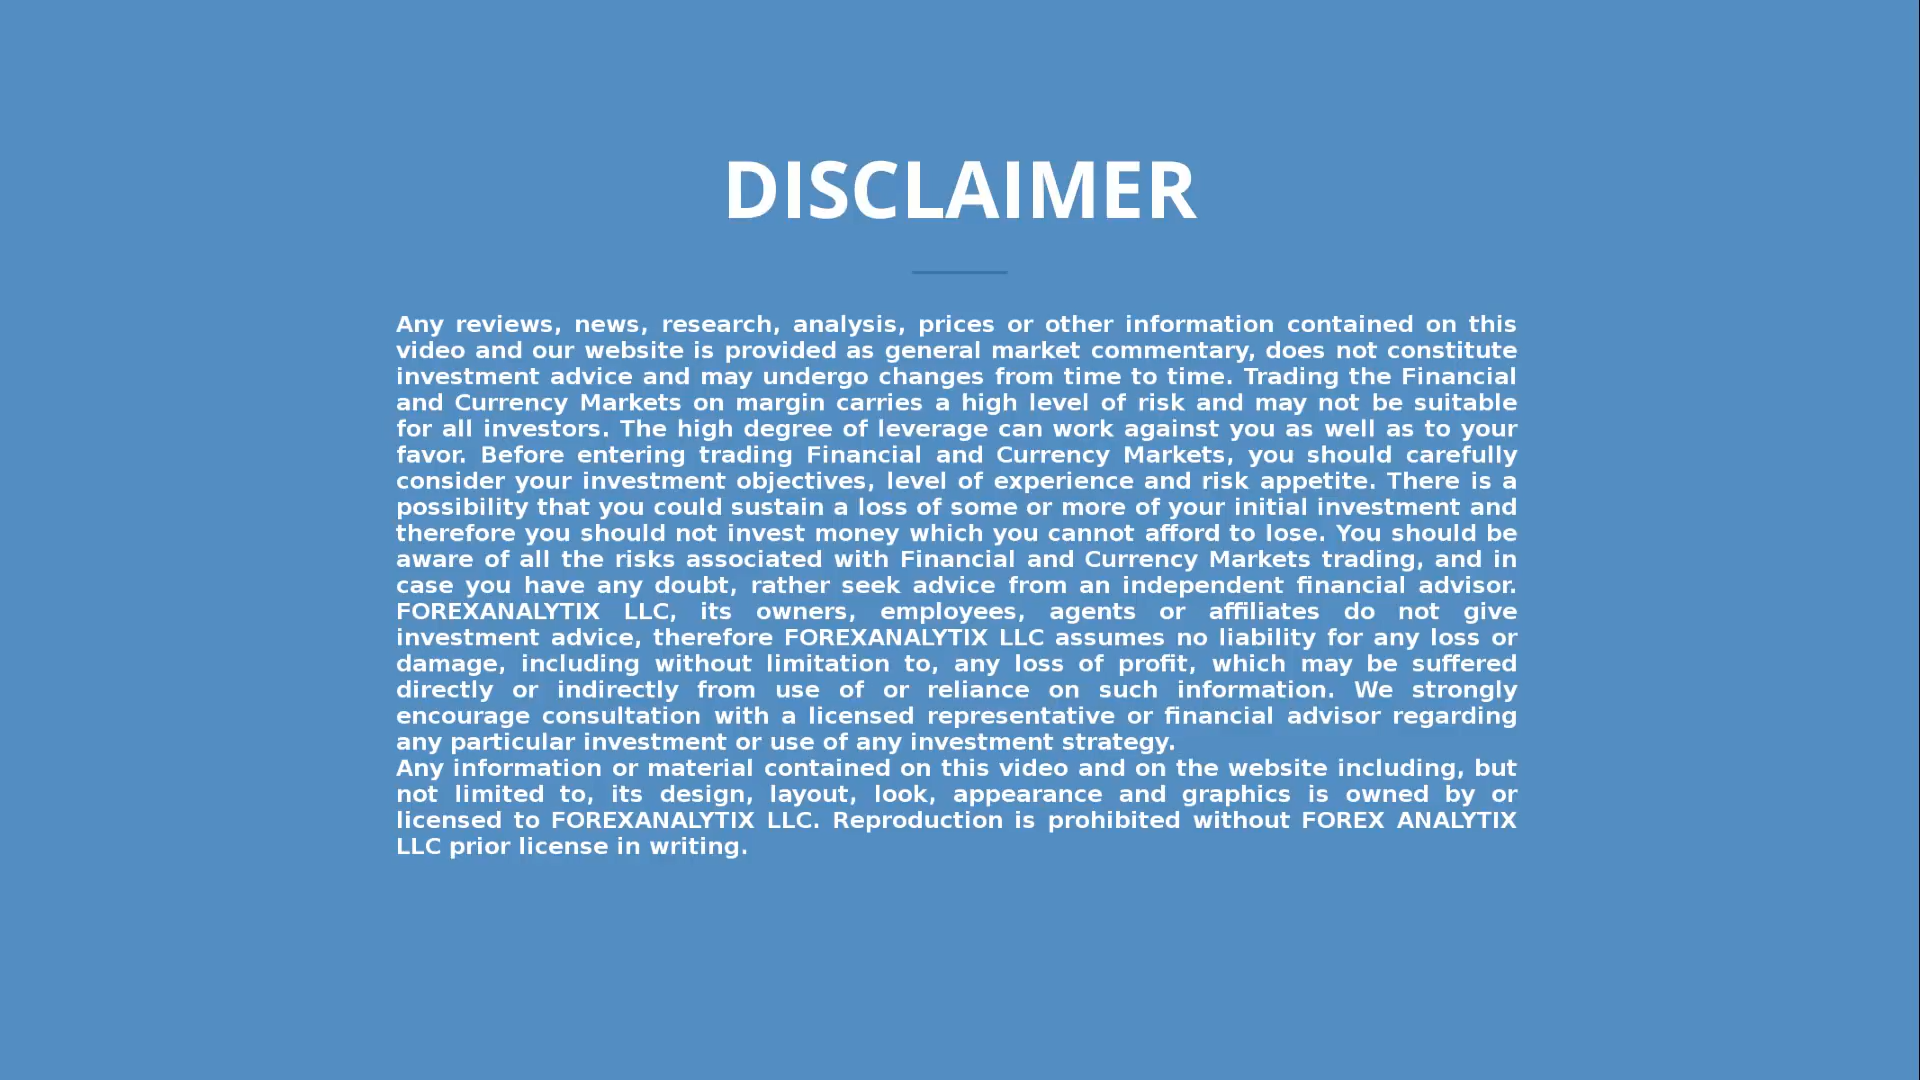 DISCLAIMER
Any reviews, news, research, analysis, prices or other information contained on this
video and our website is provided as general market commentary, does not constitute
investment advice and may undergo changes from time to time. Trading the Financial
and Currency Markets on margin carries a high level of risk and may not be suitable
for all investors. The high degree of leverage can work against you as well as to your
favor. Before entering trading Financial and Currency Markets, you should carefully
consider your investment objectives, level of experience and risk appetite. There is a
possibility that you could sustain a loss of some or more of your initial investment and
therefore you should not invest money which you cannot afford to lose. You should be
aware of all the risks associated with Financial and Currency Markets trading, and in
case you have any doubt, rather seek advice from an independent financial advisor.
FOREXANALYTIX LLC, its owners, employees, agents or affiliates do not give
investment advice, therefore FOREXANALYTIX LLC assumes no liability for any loss or
damage, including without limitation to, any loss of profit, which may be suffered
directly or indirectly from use of or reliance on such information. We strongly
encourage consultation with a licensed representative or financial advisor regarding
any particular investment or use of any investment strategy.
Any information or material contained on this video and on the website including, but
not limited to, its design, layout, look, appearance and graphics is owned by or
licensed to FOREXANALYTIX LLC. Reproduction is prohibited without FOREX ANALYTIX
LLC prior license in writing.